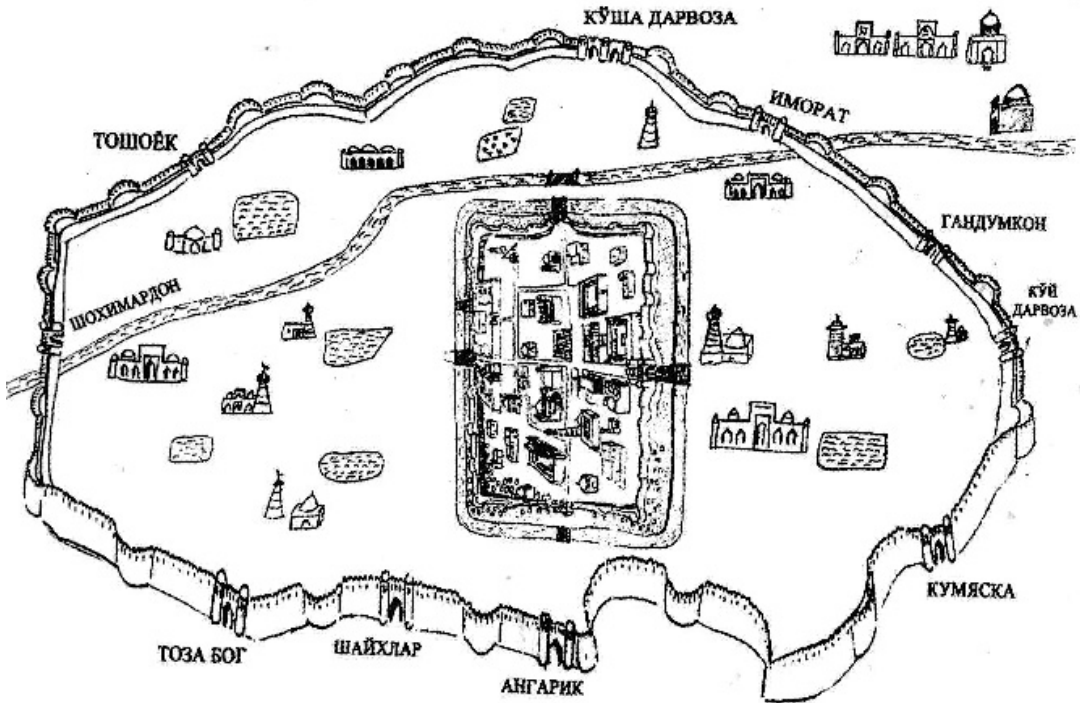 КЎША ДАРВОЗА
ИМОРАТ
ТОШОЁК
ГАНДУМКОН
КЎЙ
ДАРВОЗА
ШОХИМАРДОН
КУМЯСКА
ТОЗА БОГ
ШАЙХЛАР
АНГАРИК